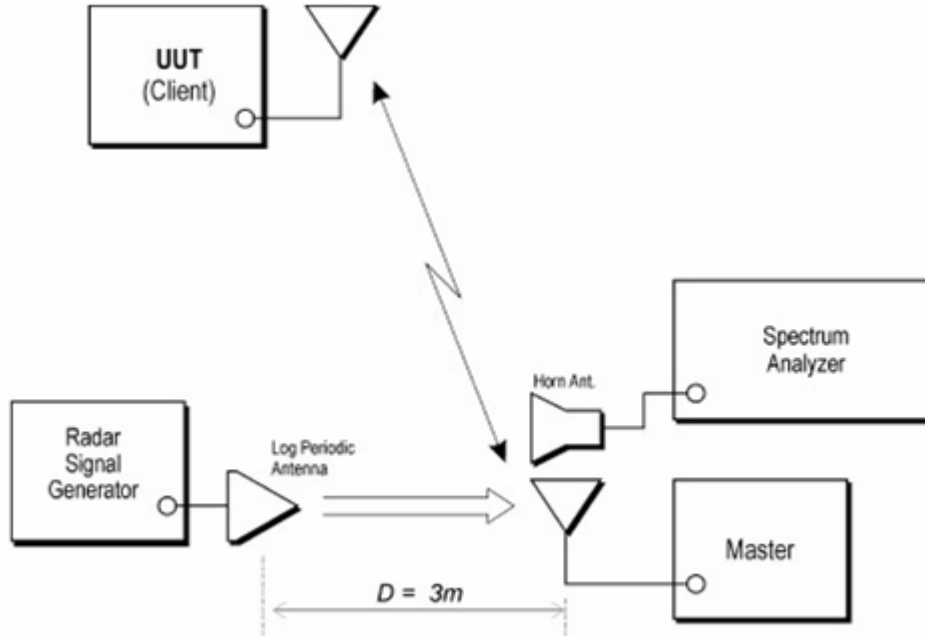 UUT
(Client)
Spectrum
Analyzer
Horn Ant.
Radar
Signal
Generator
Log Periodic
Antenna
Master
D = 3m